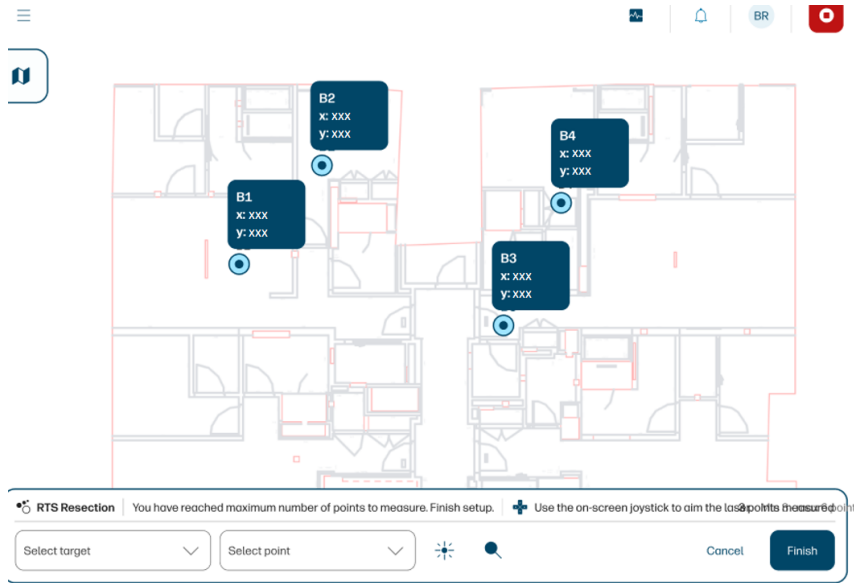 BR
B2
x: xxx
y: xxx
B4
x: xxx
y: xxx
B1
x: xxx
y: xxx
B3
x: xxx
y: xxx
RTS Resection
You have reached maximum number of points to measure. Finish setup.
Use the on-screen joystick to aim the
points measured
Select target
Select point
Cancel
Finish